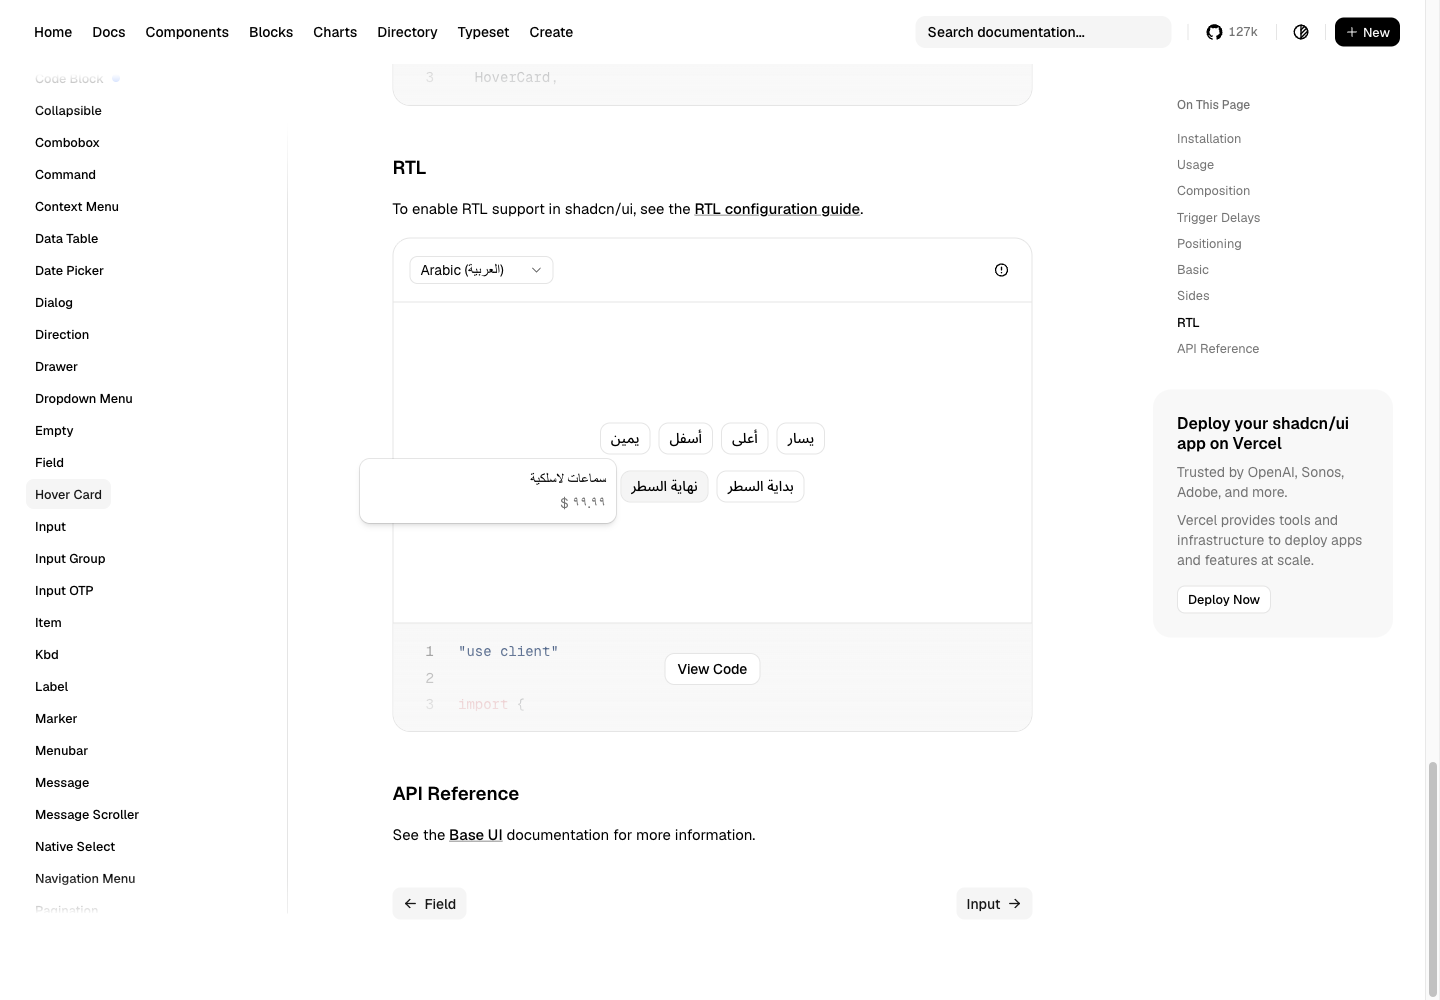 Home Docs Components Blocks Charts Directory Typeset Create
Search documentation...
127k
New
Code Block
Collapsible
Combobox
Command
Context Menu
Data Table
Date Picker
Dialog
Direction
Drawer
Dropdown Menu
Empty
Field
Hover Card
Input
Input Group
Input OTP
Item
Kbd
Label
Marker
Menubar
Message
Message Scroller
Native Select
Navigation Menu
Pagination
3 HoverCard,
RTL
To enable RTL support in shadcn/ui, see the RTL configuration guide.
Arabic (العربية)
يسار أعلى أسفل يمين
بداية السطر نهاية السطر
سماعات لاسلكية
٩٩.٩٩ $
1 "use client"
2
3 import {
View Code
API Reference
See the Base UI documentation for more information.
← Field
Input →
On This Page
Installation
Usage
Composition
Trigger Delays
Positioning
Basic
Sides
RTL
API Reference
Deploy your shadcn/ui
app on Vercel
Trusted by OpenAI, Sonos,
Adobe, and more.
Vercel provides tools and
infrastructure to deploy apps
and features at scale.
Deploy Now